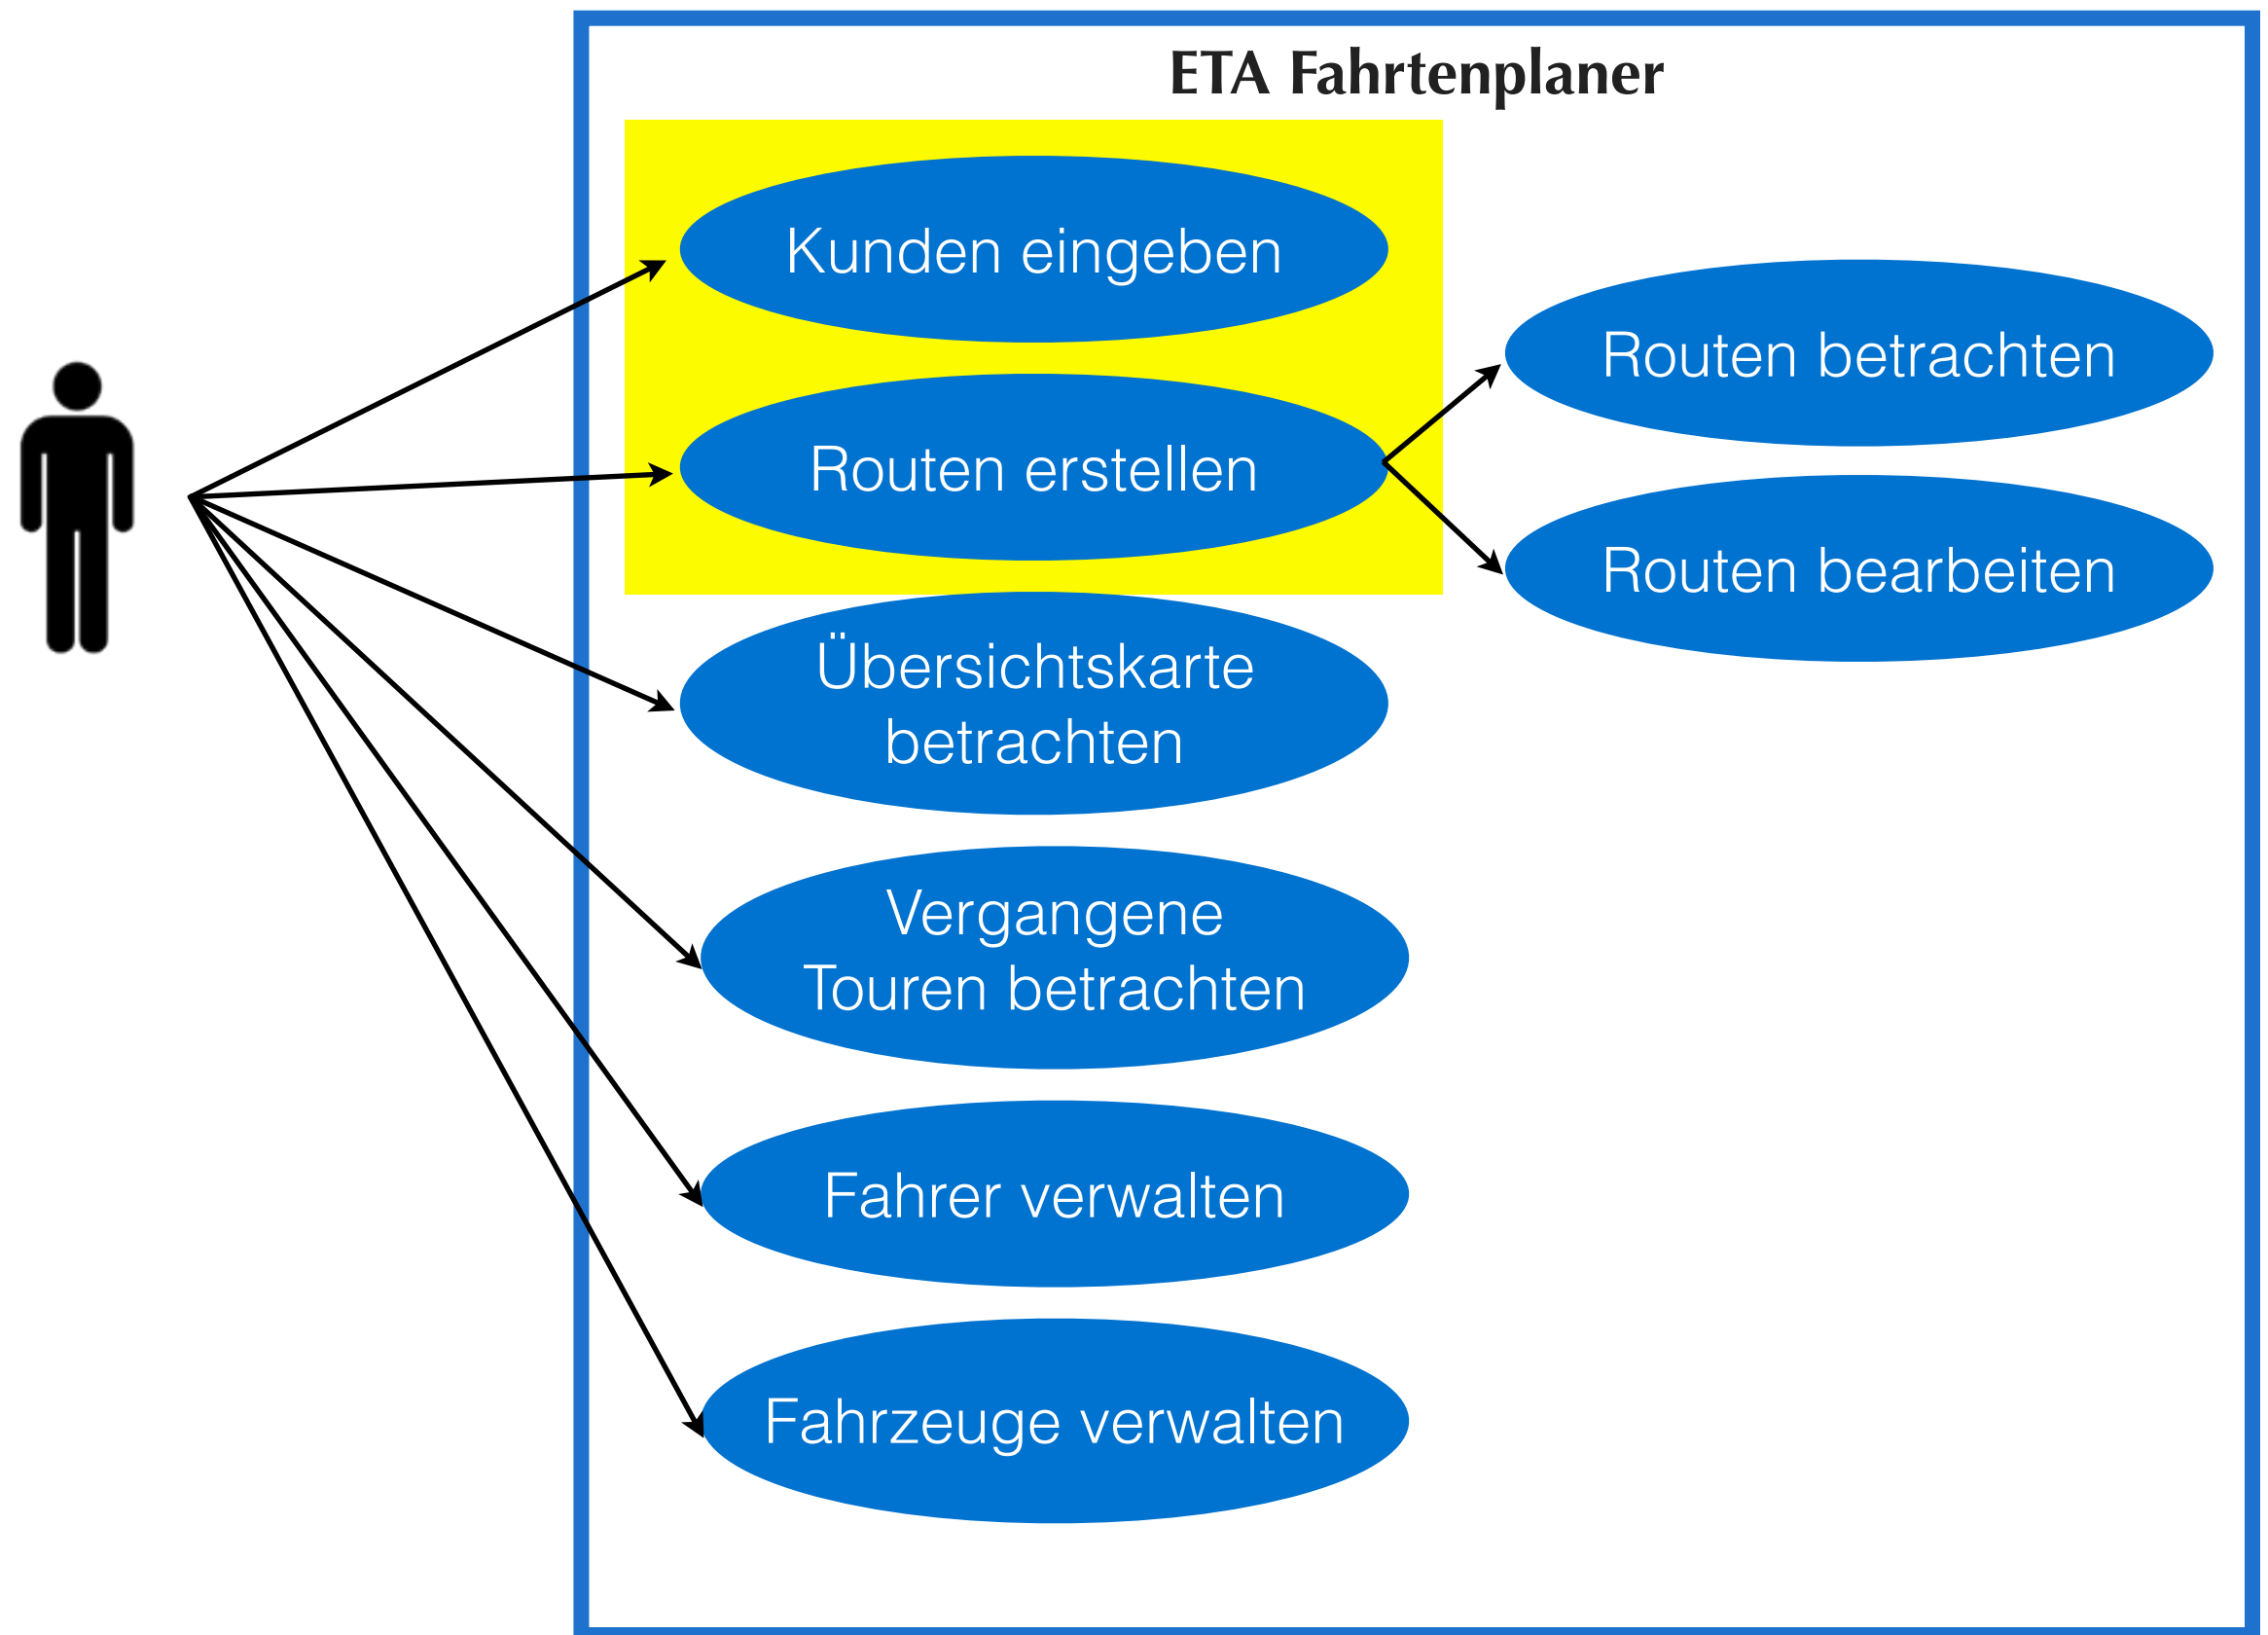 ETA Fahrtenplaner
Kunden eingeben
Routen erstellen
Routen betrachten
Routen bearbeiten
Übersichtskarte
betrachten
Vergangene
Touren betrachten
Fahrer verwalten
Fahrzeuge verwalten